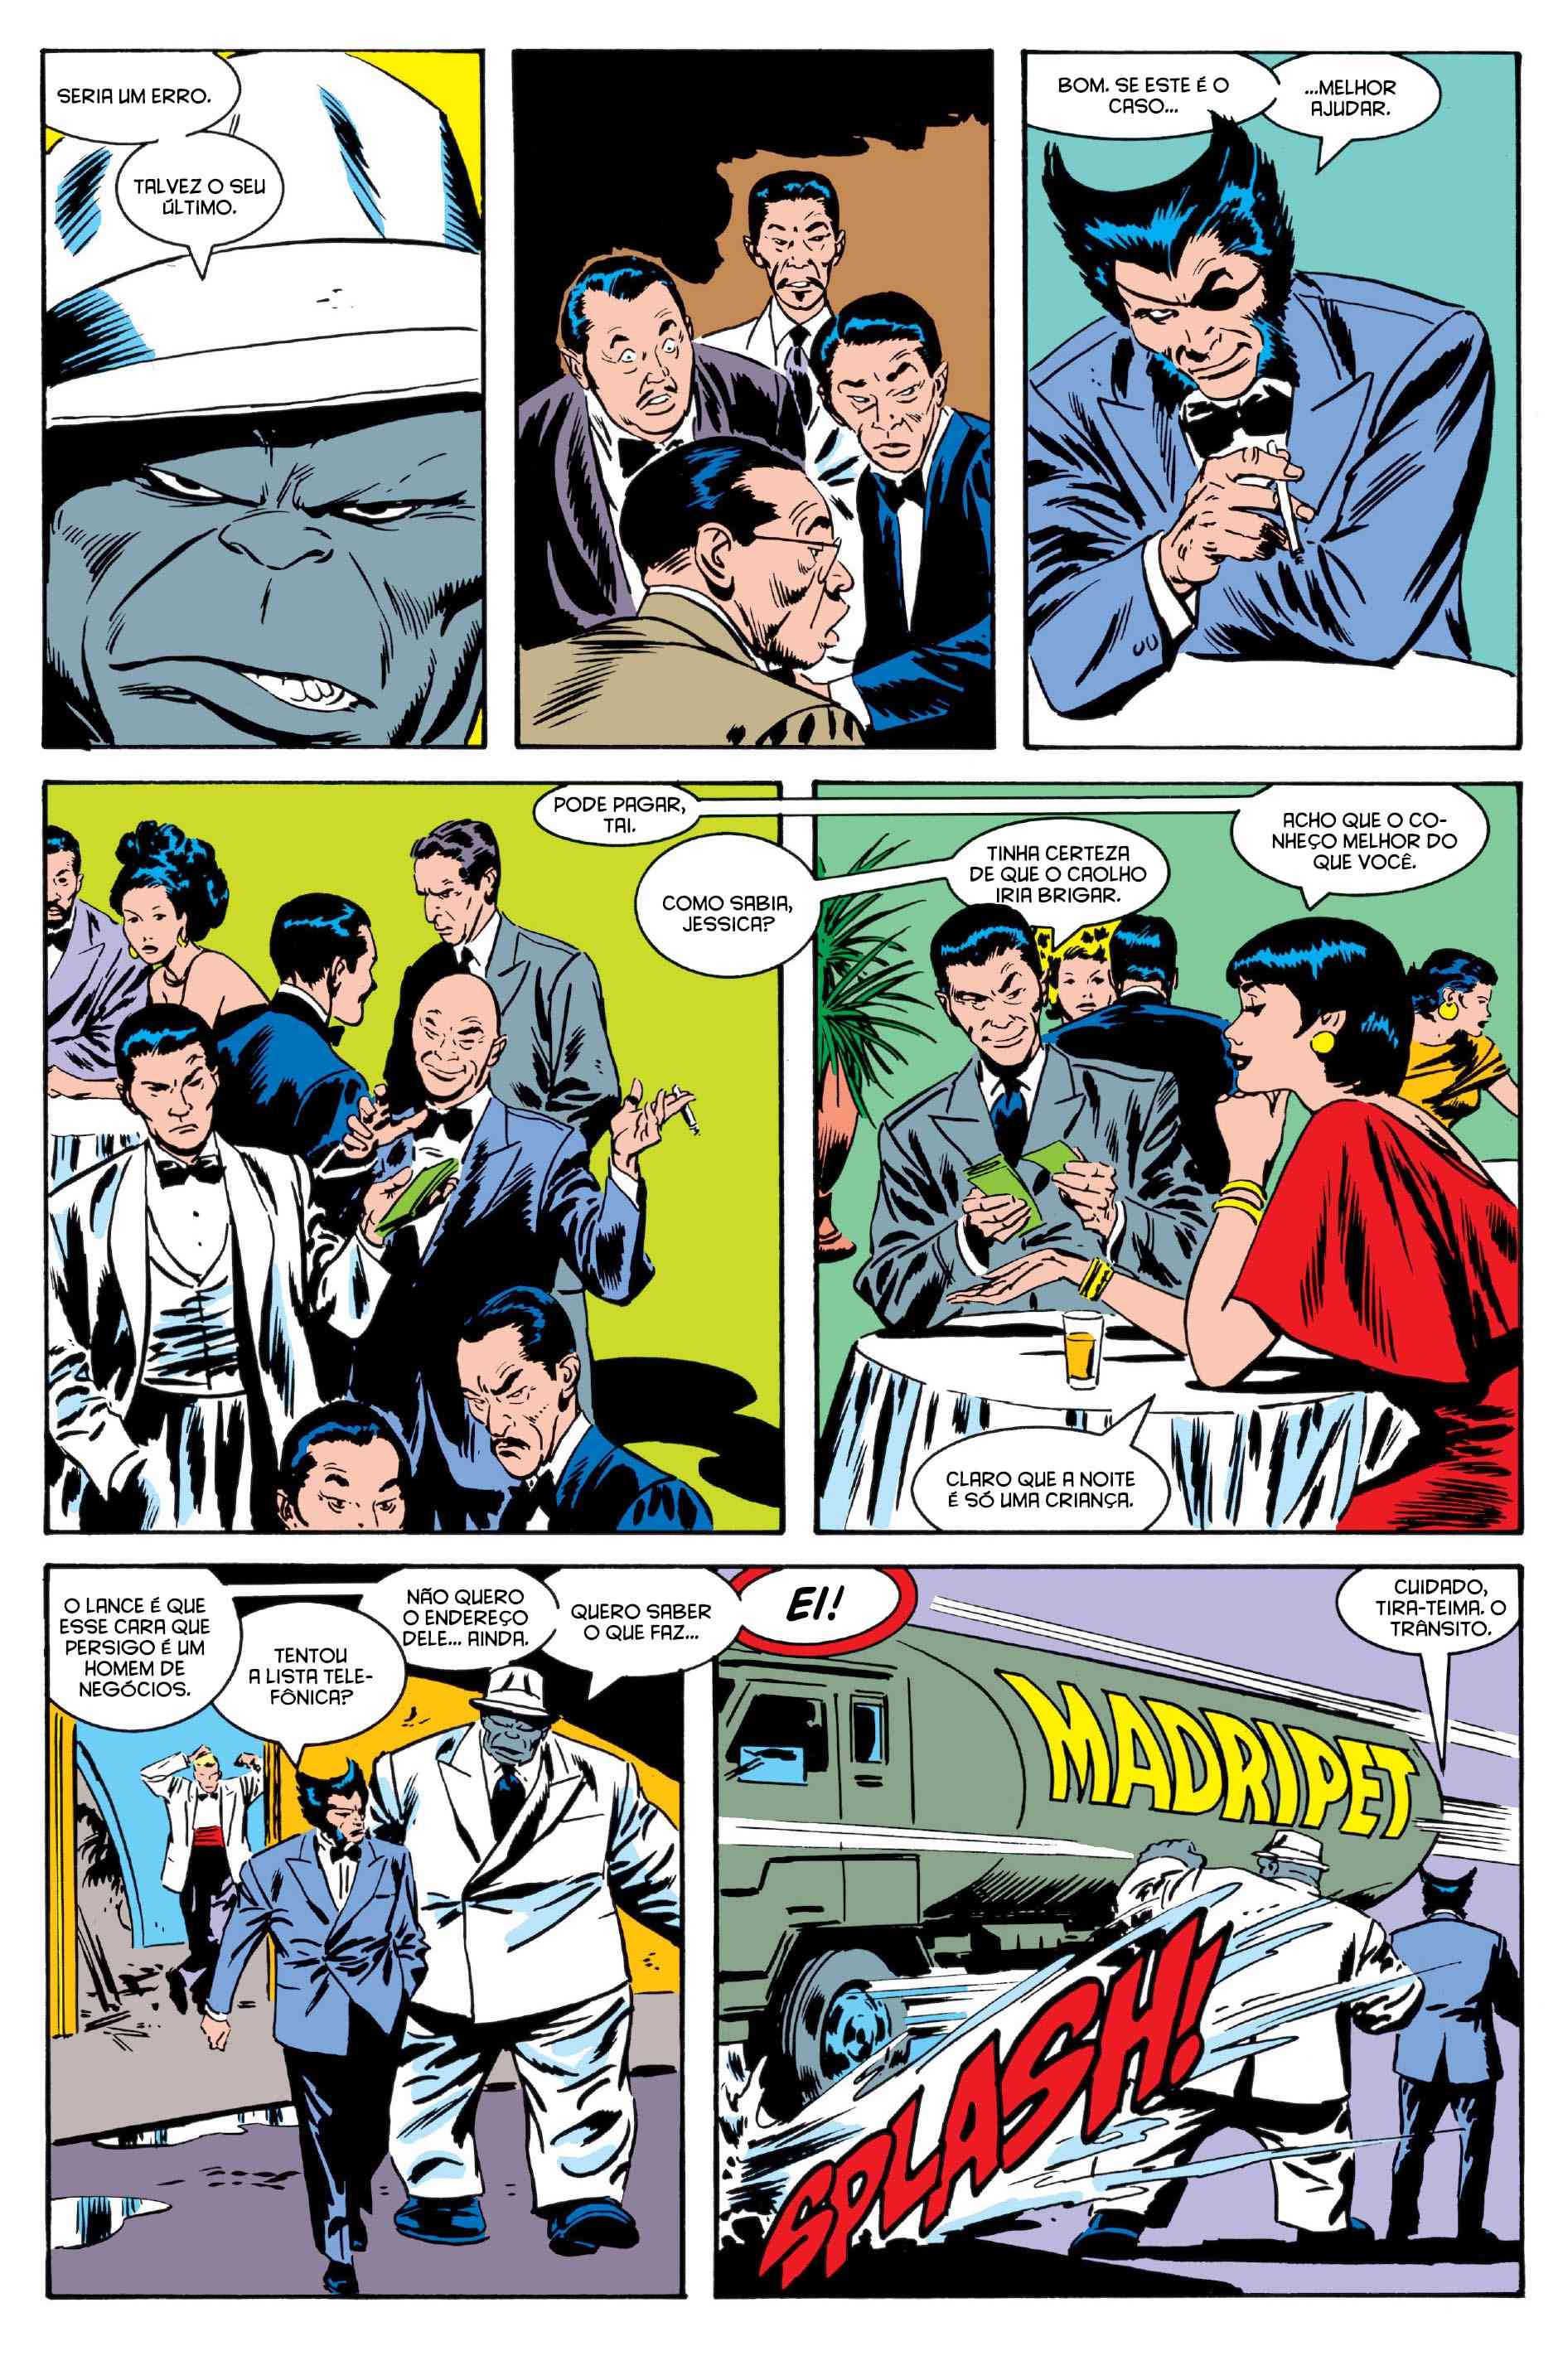 SERIA UM ERRO.
TALVEZ O SEU
ÚLTIMO.
BOM. SE ESTE É O
CASO...
...MELHOR
AJUDAR.
PODE PAGAR,
TAI.
COMO SABIA,
JESSICA?
TINHA CERTEZA
DE QUE O CAOLHO
IRIA BRIGAR.
ACHO QUE O CO-
NHEÇO MELHOR DO
QUE VOCÊ.
CLARO QUE A NOITE
É SÓ UMA CRIANÇA.
O LANCE É QUE
ESSE CARA QUE
PERSIGO É UM
HOMEM DE
NEGÓCIOS.
TENTOU
A LISTA TELE-
FÔNICA?
NÃO QUERO
O ENDEREÇO
DELE... AINDA.
QUERO SABER
O QUE FAZ...
EI!
CUIDADO,
TIRA-TEIMA. O
TRÂNSITO.
MADRIPET
SPLASH!